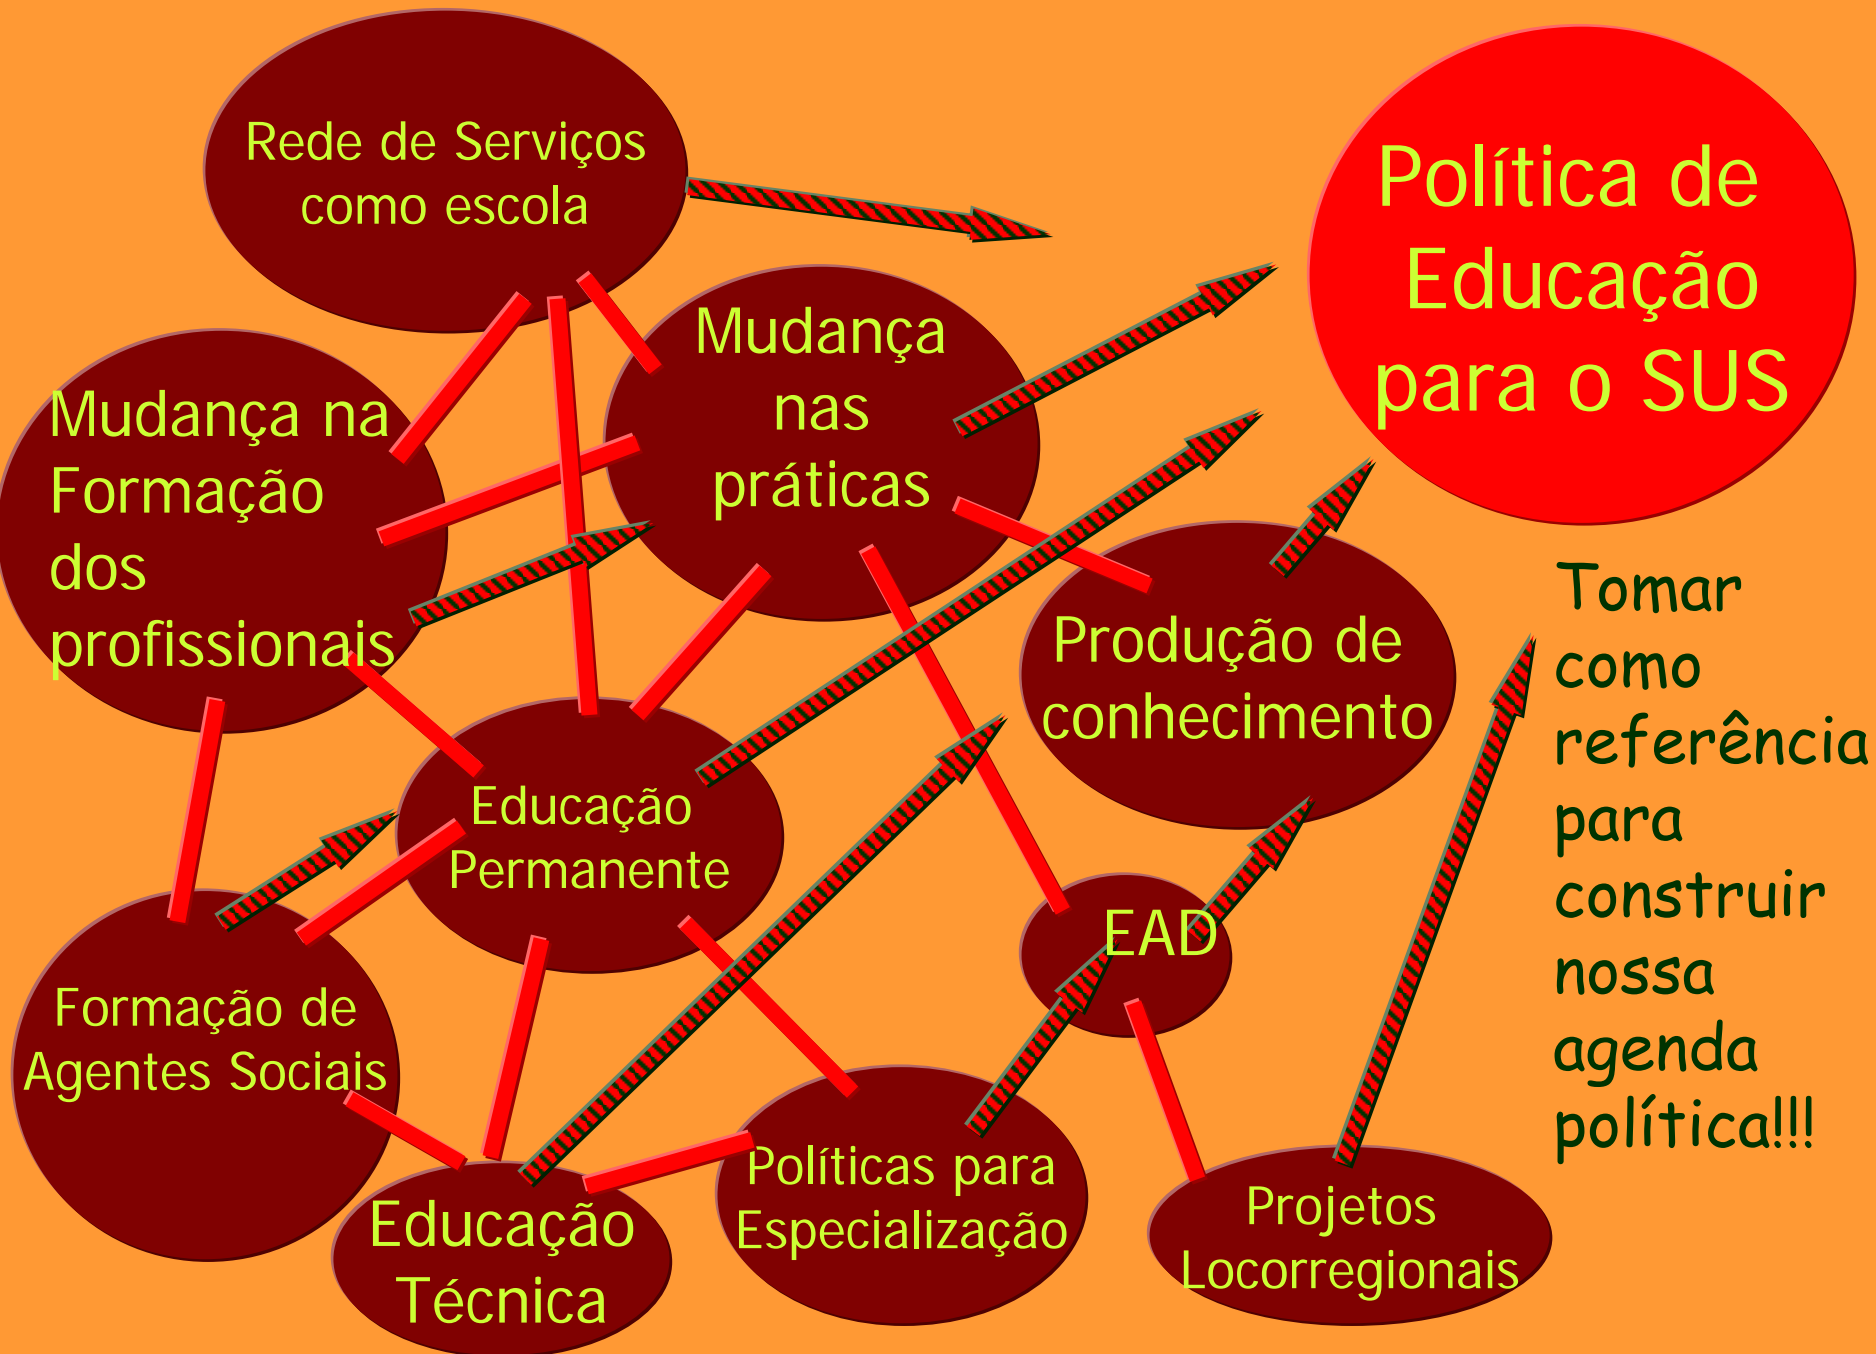 Rede de Serviços
como escola
Política de
Educação
para o SUS
Mudança
nas
práticas
Mudança na
Formação
dos
profissionais
Produção de
conhecimento
Tomar
como
referência
para
construir
nossa
agenda
política!!!
Educação
Permanente
EAD
Formação de
Agentes Sociais
Políticas para
Especialização
Projetos
Locorregionais
Educação
Técnica